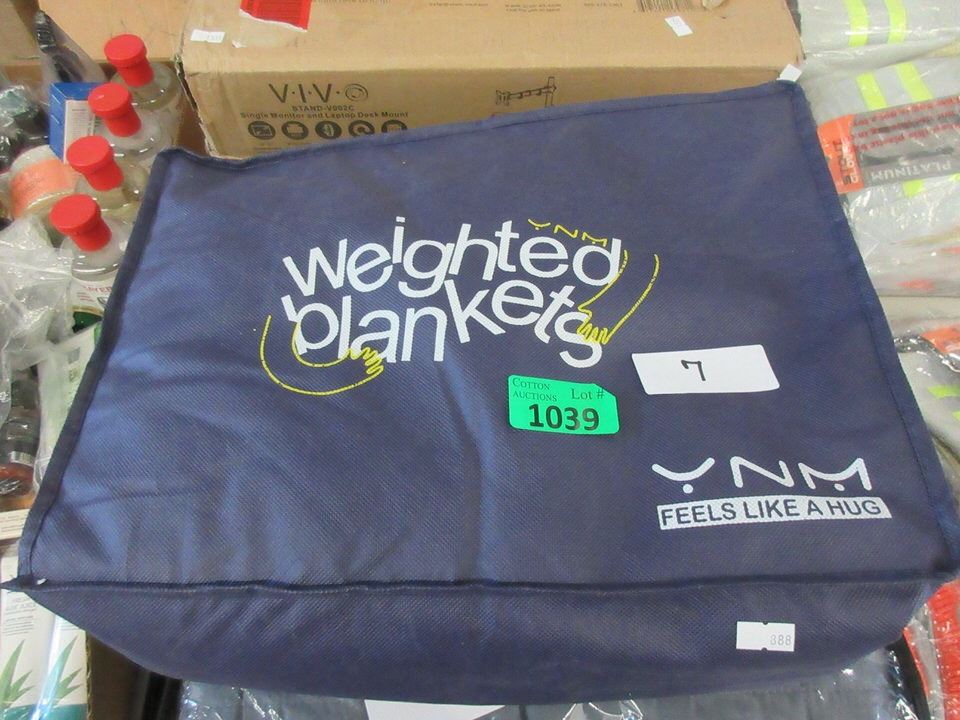 V·I·V·O
STAND-V002C
Single Monitor and Laptop Desk Mount
PLATINUM
YNM
Weighted
blankets
7
COTTON
AUCTIONS
Lot #
1039
YNM
FEELS LIKE A HUG
888